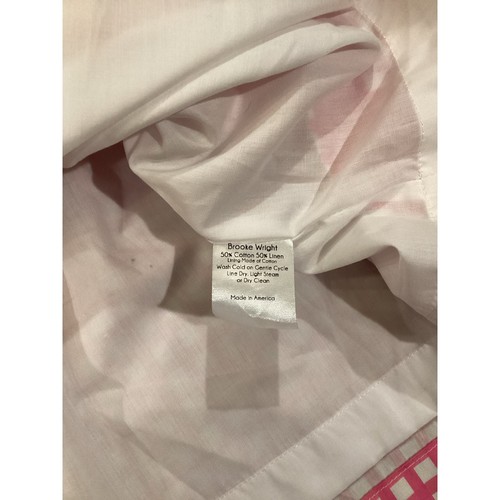 Brooke Wright
50% Cotton 50% Linen
Lining Made of Cotton
Wash Cold on Gentle Cycle
Line Dry. Light Steam
or Dry Clean
Made in America